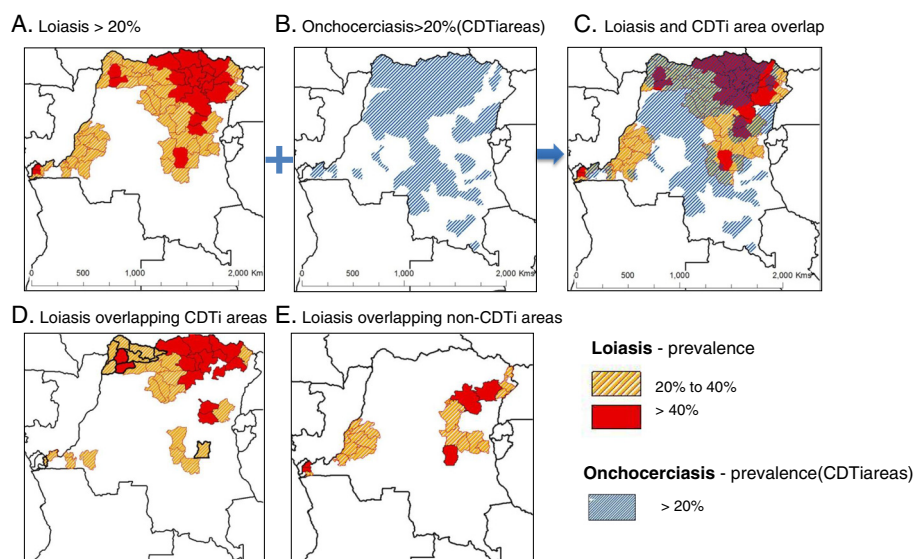 A. Loiasis > 20%
B. Onchocerciasis>20%(CDTiareas)
C. Loiasis and CDTi area overlap
+
0 500 1,000 2,000 Kms
0 500 1,000 2,000 Kms
0 500 1,000 2,000 Kms
D. Loiasis overlapping CDTi areas
E. Loiasis overlapping non-CDTi areas
Loiasis - prevalence
20% to 40%
> 40%
Onchocerciasis - prevalence(CDTiareas)
> 20%